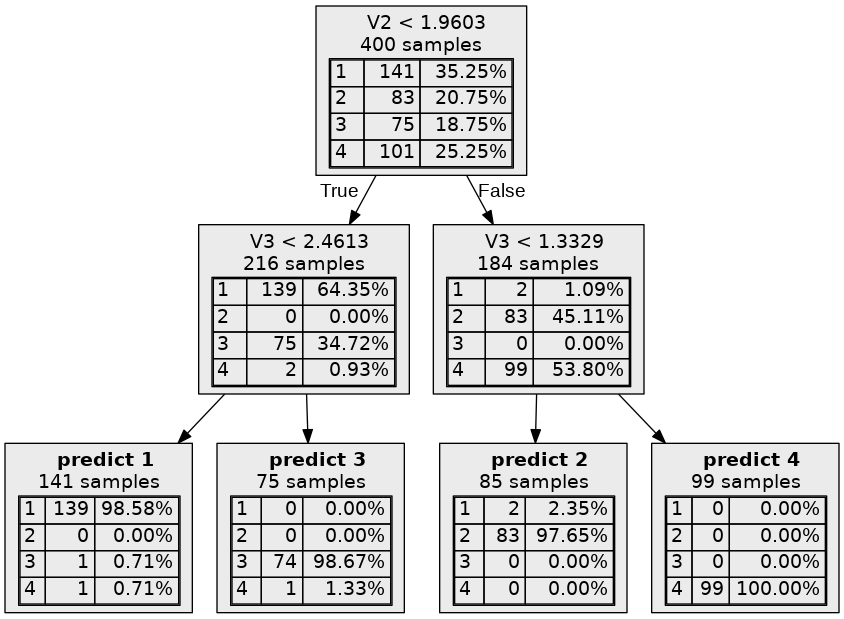 V2 < 1.9603
400 samples
1 141 35.25%
2 83 20.75%
3 75 18.75%
4 101 25.25%
True
False
V3 < 2.4613
216 samples
1 139 64.35%
2 0 0.00%
3 75 34.72%
4 2 0.93%
V3 < 1.3329
184 samples
1 2 1.09%
2 83 45.11%
3 0 0.00%
4 99 53.80%
predict 1
141 samples
1 139 98.58%
2 0 0.00%
3 1 0.71%
4 1 0.71%
predict 3
75 samples
1 0 0.00%
2 0 0.00%
3 74 98.67%
4 1 1.33%
predict 2
85 samples
1 2 2.35%
2 83 97.65%
3 0 0.00%
4 0 0.00%
predict 4
99 samples
1 0 0.00%
2 0 0.00%
3 0 0.00%
4 99 100.00%